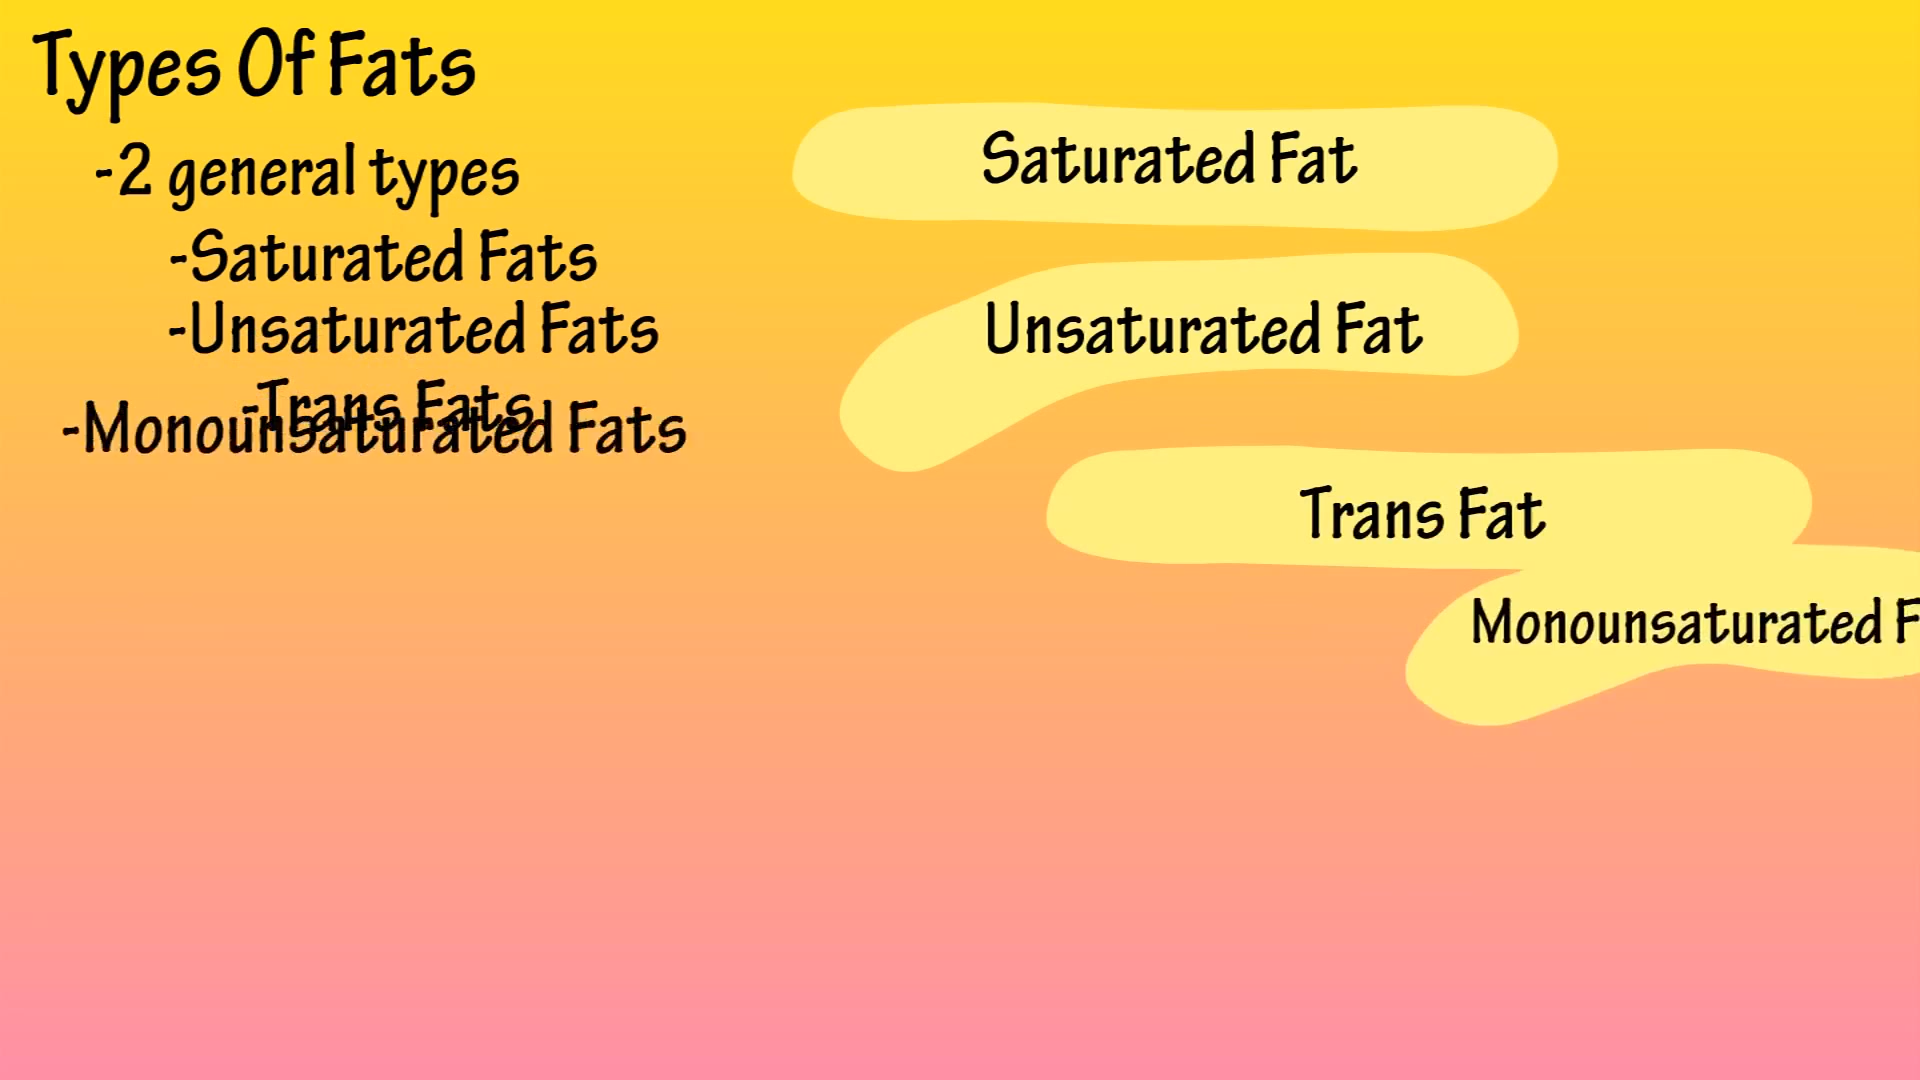 Types Of Fats
-2 general types
-Saturated Fats
-Unsaturated Fats
-Trans Fats
-Monounsaturated Fats
Saturated Fat
Unsaturated Fat
Trans Fat
Monounsaturated F